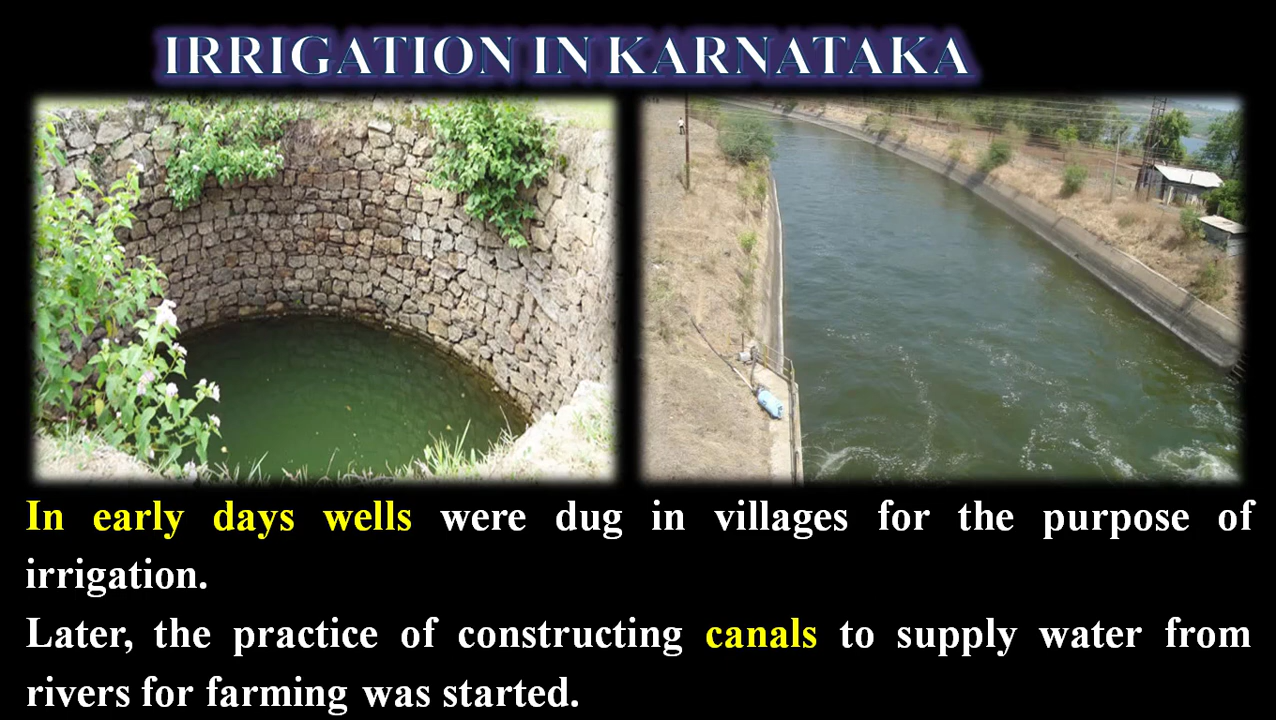 IRRIGATION IN KARNATAKA
In early days wells were dug in villages for the purpose of
irrigation.
Later, the practice of constructing canals to supply water from
rivers for farming was started.